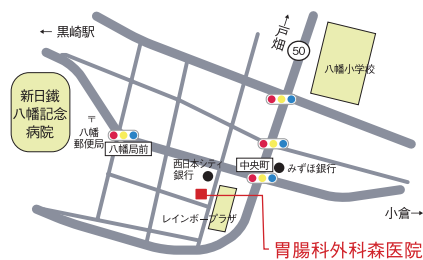 ←黒崎駅
↑戸畑
50
八幡小学校
新日鐵
八幡記念
病院
〒
八幡
郵便局
八幡局前
西日本シティ
銀行
中央町
みずほ銀行
レインボープラザ
小倉→
胃腸科外科森医院